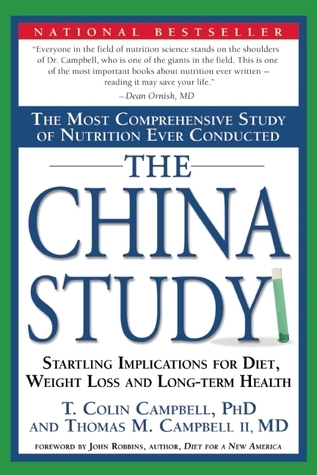 NATIONAL BESTSELLER
"Everyone in the field of nutrition science stands on the shoulders
of Dr. Campbell, who is one of the giants in the field. This is one
of the most important books about nutrition ever written –
reading it may save your life."
– Dean Ornish, MD
THE MOST COMPREHENSIVE STUDY
OF NUTRITION EVER CONDUCTED
THE
CHINA
STUDY
STARTLING IMPLICATIONS FOR DIET,
WEIGHT LOSS AND LONG-TERM HEALTH
T. COLIN CAMPBELL, PHD
AND THOMAS M. CAMPBELL II, MD
FOREWORD BY JOHN ROBBINS, AUTHOR, DIET FOR A NEW AMERICA